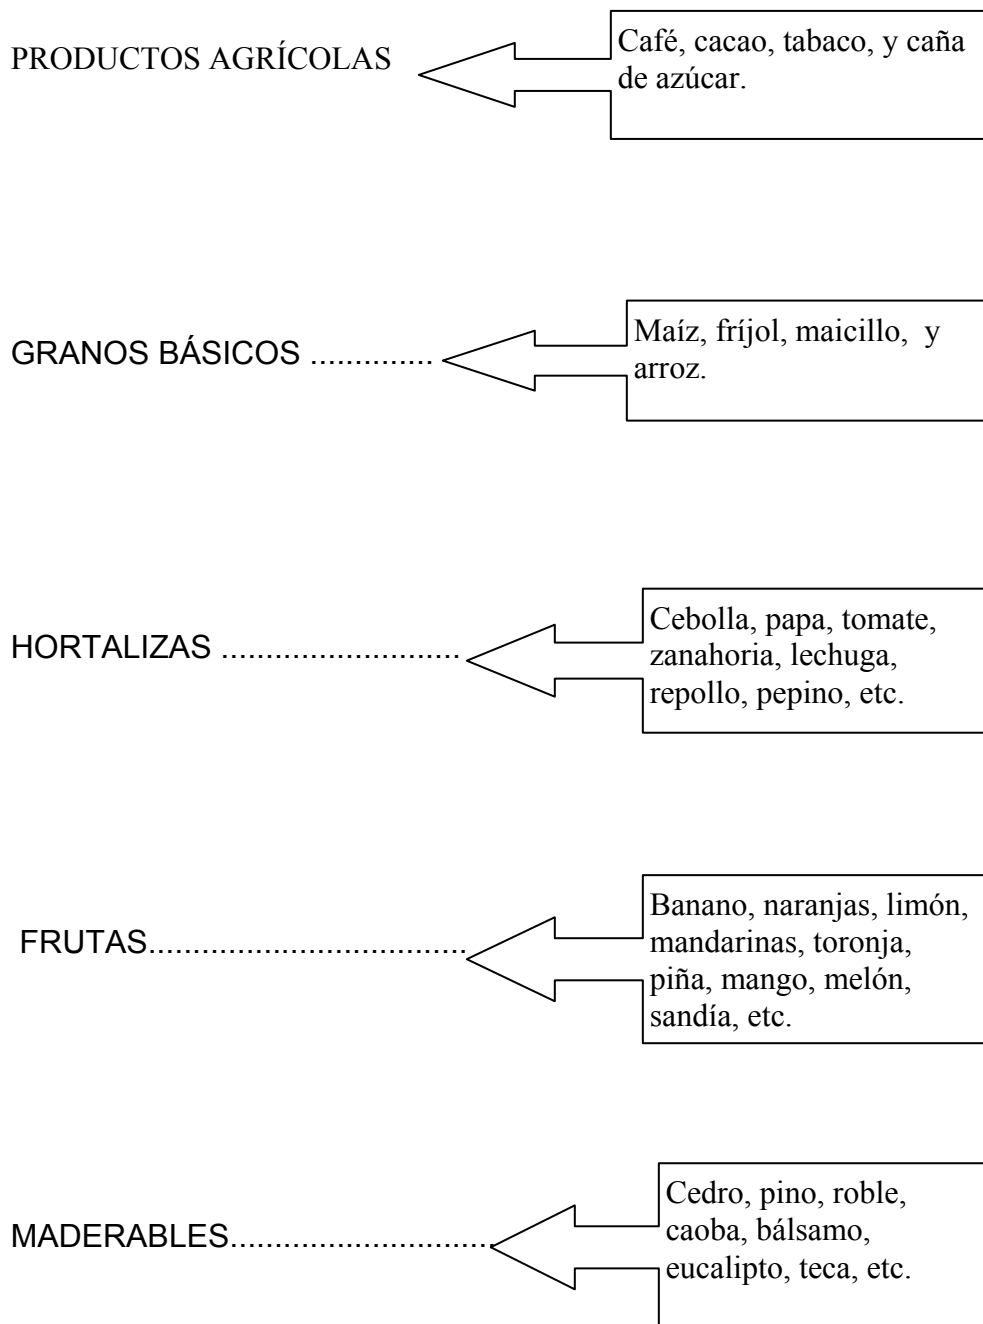 PRODUCTOS AGRÍCOLAS
Café, cacao, tabaco, y caña
de azúcar.
GRANOS BÁSICOS ..............
Maíz, fríjol, maicillo,  y
arroz.
HORTALIZAS ...........................
Cebolla, papa, tomate,
zanahoria, lechuga,
repollo, pepino, etc.
FRUTAS....................................
Banano, naranjas, limón,
mandarinas, toronja,
piña, mango, melón,
sandía, etc.
MADERABLES..............................
Cedro, pino, roble,
caoba, bálsamo,
eucalipto, teca, etc.